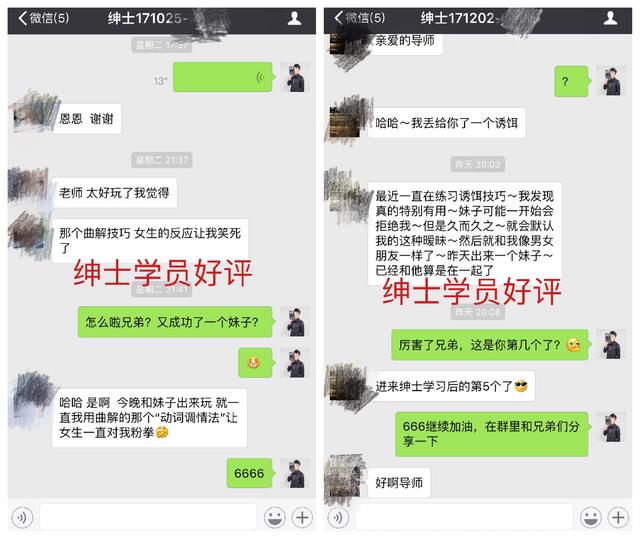 微信(5)
绅士171025-
星期二 17:37
13"
恩恩 谢谢
星期二 21:37
老师 太好玩了我觉得
那个曲解技巧 女生的反应让我笑死
了
绅士学员好评
星期二 21:41
怎么啦兄弟?又成功了一个妹子?
哈哈 是啊 今晚和妹子出来玩 就一
直我用曲解的那个“动词调情法”让
女生一直对我粉拳
6666
微信(5)
绅士171202-
亲爱的导师
?
哈哈~我丢给你了一个诱饵
昨天 20:03
最近一直在练习诱饵技巧~我发现
真的特别有用~妹子可能一开始会
拒绝我~但是久而久之~就会默认
我的这种暧昧~然后就和我像男女
朋友一样了~昨天出来一个妹子~
已经和他算是在一起了
绅士学员好评
昨天 20:08
厉害了兄弟,这是你第几个了?
进来绅士学习后的第5个了
666继续加油,在群里和兄弟们分
享一下
好啊导师